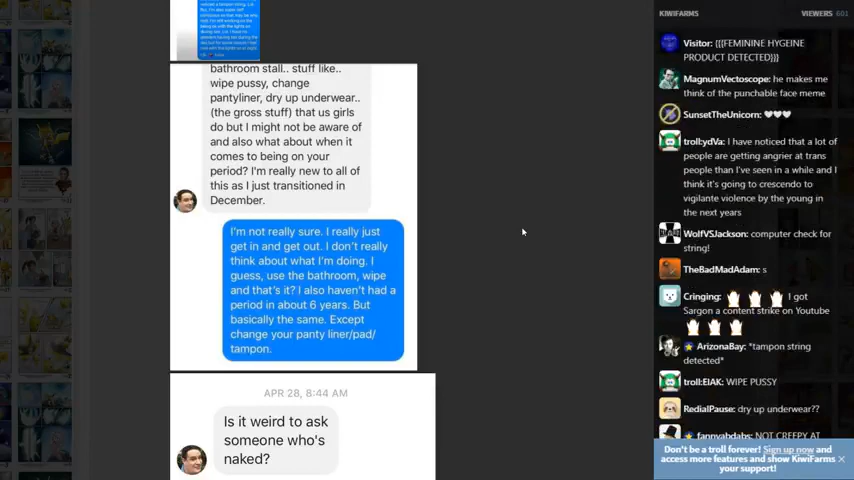 bathroom stall.. stuff like..
wipe pussy, change
pantyliner, dry up underwear..
(the gross stuff) that us girls
do but I might not be aware of
and also what about when it
comes to being on your
period? I'm really new to all of
this as I just transitioned in
December.
I'm not really sure. I really just
get in and get out. I don't really
think about what I'm doing. I
guess, use the bathroom, wipe
and that's it? I also haven't had a
period in about 6 years. But
basically the same. Except
change your panty liner/pad/
tampon.
APR 28, 8:44 AM
Is it weird to ask
someone who's
naked?
KIWIFARMS
VIEWERS 601
Visitor: {{{FEMININE HYGEINE
PRODUCT DETECTED}}}
MagnumVectoscope: he makes me
think of the punchable face meme
SunsetTheUnicorn:
trollydVa: I have noticed that a lot of
people are getting angrier at trans
people than I've seen in a while and I
think it's going to crescendo to
vigilante violence by the young in
the next years
WolfVSJackson: computer check for
string!
TheBadMadAdam: s
Cringing: I got
Sargon a content strike on Youtube
ArizonaBay: *tampon string
detected*
troll:EIAK: WIPE PUSSY
RedialPause: dry up underwear??
fannyabdabs: NOT CREEPY AT
Don't be a troll forever! Sign up now and
access more features and show KiwiFarms
your support!